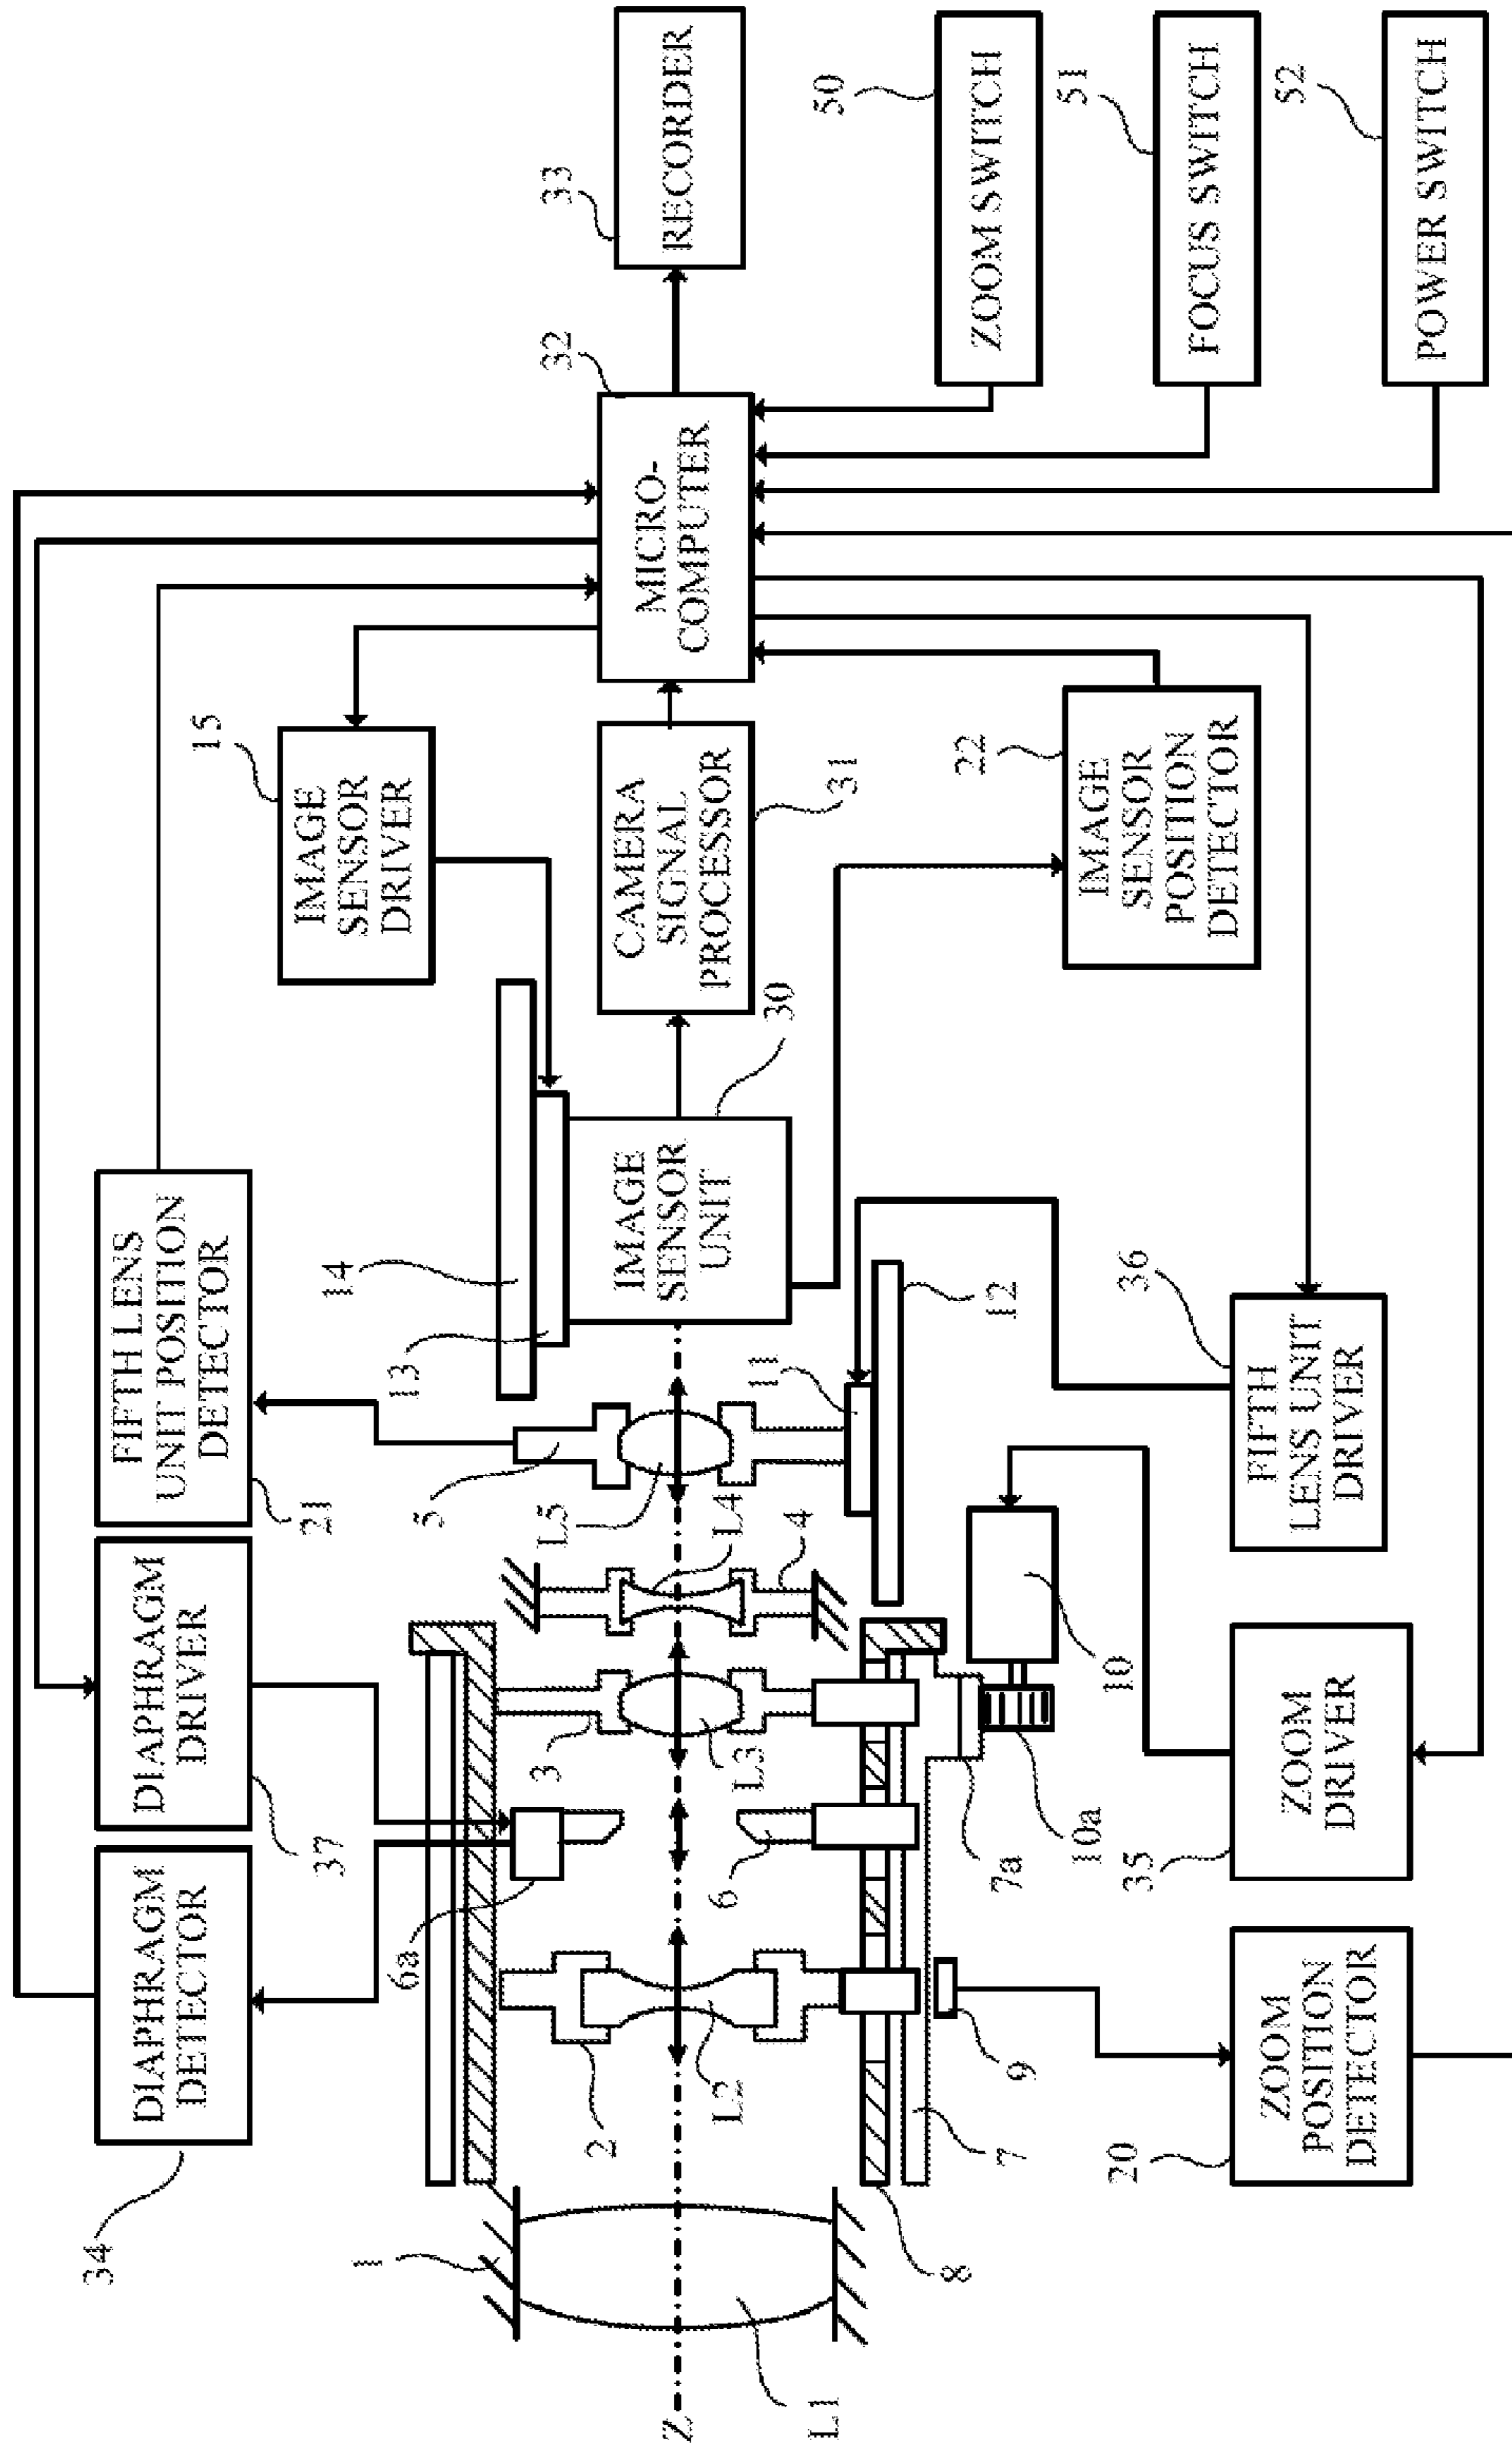 34
DIAPHRAGM
DETECTOR
37
DIAPHRAGM
DRIVER
21
FIFTH LENS
UNIT POSITION
DETECTOR
15
IMAGE
SENSOR
DRIVER
33
RECORDER
32
MICRO-
COMPUTER
CAMERA
SIGNAL
PROCESSOR
31
IMAGE
SENSOR
UNIT
30
14
13
1
2
6a
3
5
L5
L4
4
Z
L1
L2
6
L3
11
12
8
7
9
7a
10a
10
22
IMAGE
SENSOR
POSITION
DETECTOR
50
ZOOM SWITCH
51
FOCUS SWITCH
52
POWER SWITCH
20
ZOOM
POSITION
DETECTOR
35
ZOOM
DRIVER
36
FIFTH
LENS UNIT
DRIVER